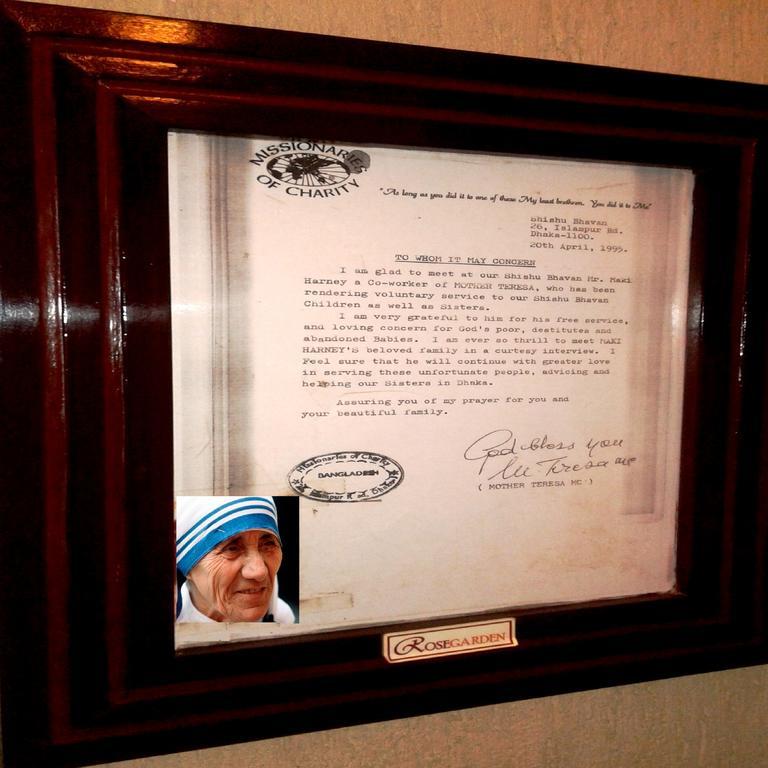 MISSIONARIES
OF CHARITY
"As long as you did it to one of these My least brethren. You did it to Me"
Shishu Bhavan
26, Islampur Rd.
Dhaka-1100.
20th April, 1995.
TO WHOM IT MAY CONCERN
I am glad to meet at our Shishu Bhavan Mr. Maki
Harney a Co-worker of MOTHER TERESA, who has been
rendering voluntary service to our Shishu Bhavan
Children as well as Sisters.
I am very grateful to him for his free service,
and loving concern for God's poor, destitutes and
abandoned Babies. I am ever so thrill to meet MAKI
HARNEY'S beloved family in a curtesy interview. I
Feel sure that he will continue with greater love
in serving these unfortunate people, advicing and
helping our Sisters in Dhaka.
Assuring you of my prayer for you and
your beautiful family.
God bless you
M Teresa mc
( MOTHER TERESA MC )
Missionaries of Charity
BANGLADESH
Dhaka
ROSEGARDEN